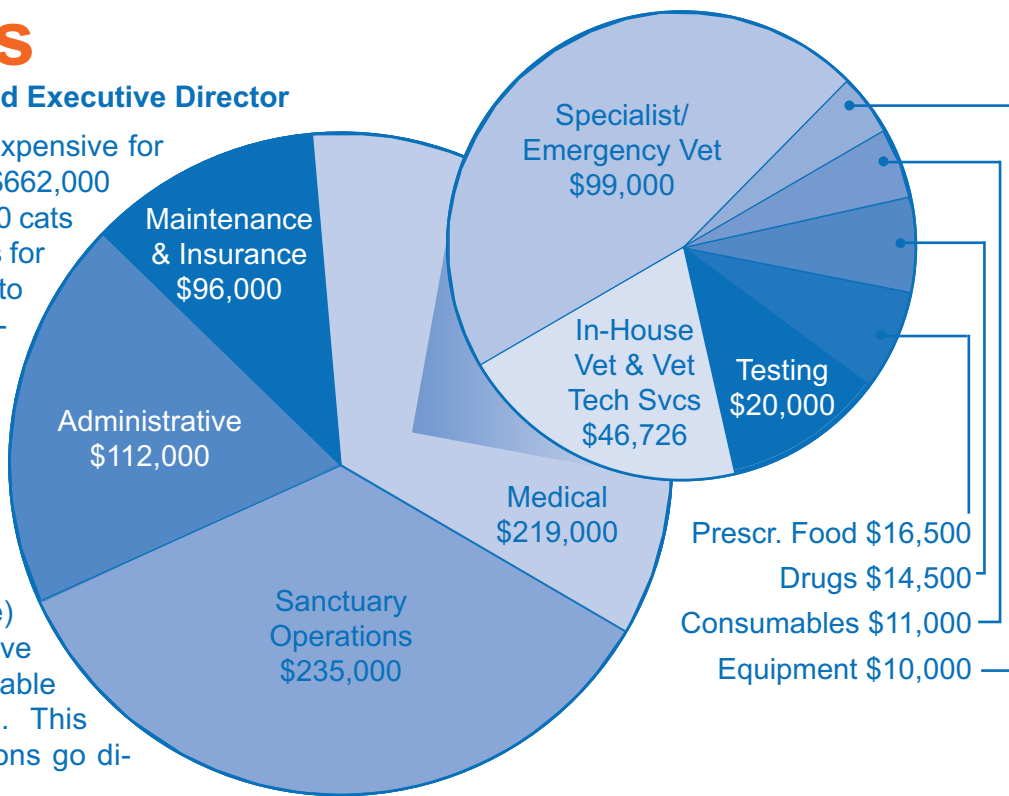 s
d Executive Director
xpensive for
$662,000
0 cats
for
to
-
e)
ve
able
. This
ons go di-
Maintenance
& Insurance
$96,000
Administrative
$112,000
Sanctuary
Operations
$235,000
Medical
$219,000
Specialist/
Emergency Vet
$99,000
In-House
Vet & Vet
Tech Svcs
$46,726
Testing
$20,000
Prescr. Food $16,500
Drugs $14,500
Consumables $11,000
Equipment $10,000